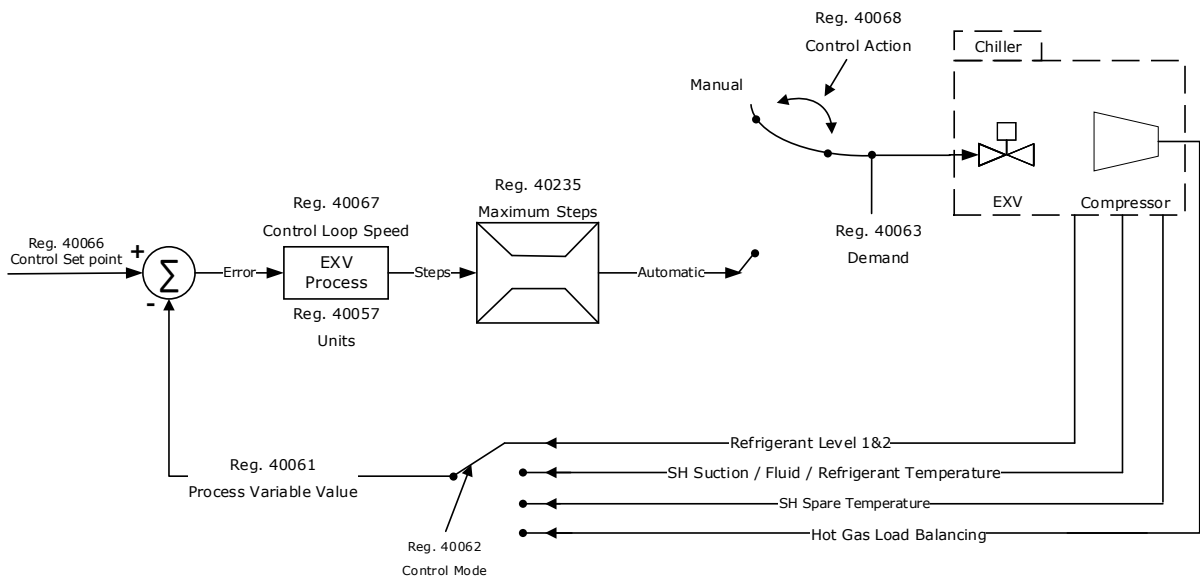 Reg. 40068
Control Action
Chiller
Manual
Reg. 40235
Maximum Steps
Reg. 40067
Control Loop Speed
EXV
Compressor
Reg. 40063
Demand
Reg. 40066
Control Set point
+
Σ
-
Error
EXV
Process
Steps
Automatic
Reg. 40057
Units
Refrigerant Level 1&2
Reg. 40061
Process Variable Value
SH Suction / Fluid / Refrigerant Temperature
SH Spare Temperature
Hot Gas Load Balancing
Reg. 40062
Control Mode